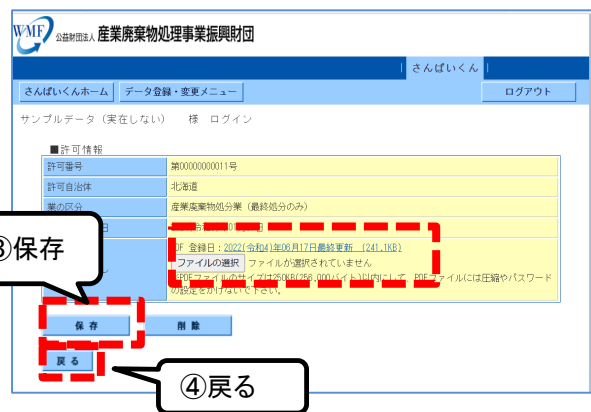 WMF 公益財団法人 産業廃棄物処理事業振興財団
さんぱいくん
さんぱいくんホーム データ登録・変更メニュー ログアウト
サンプルデータ(実在しない) 様 ログイン
■許可情報
許可番号 第00000000011号
許可自治体 北海道
業の区分 産業廃棄物処分業(最終処分のみ)
日
PDF 登録日:2022(令和4)年06月17日最終更新 (241.1KB)
ファイルの選択 ファイルが選択されていません
※PDFファイルのサイズは250KB(256,000バイト)以内にして、PDFファイルには圧縮やパスワード
の設定をかけないで下さい。
③保存
保存 削除
戻る
④戻る